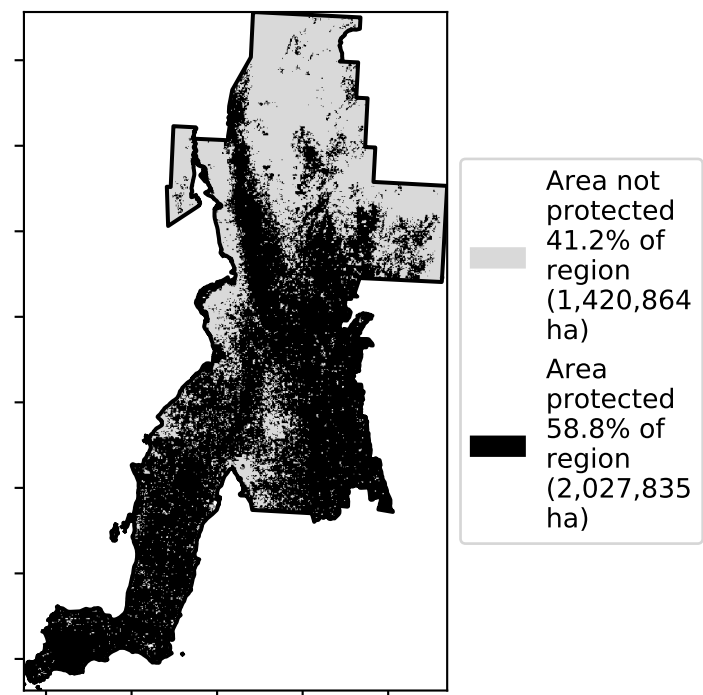 Area not
protected
41.2% of
region
(1,420,864
ha)
Area
protected
58.8% of
region
(2,027,835
ha)